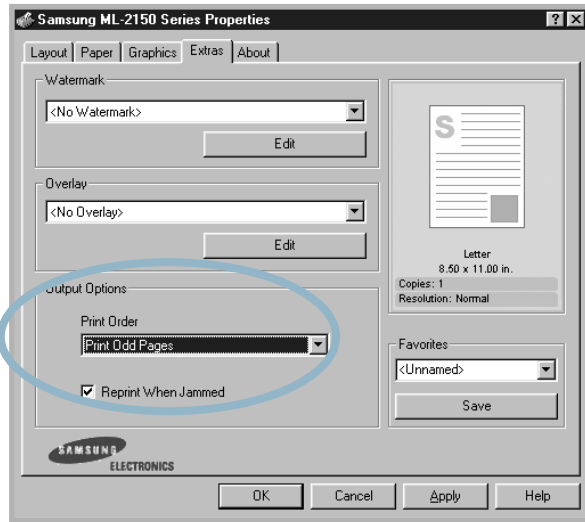 Samsung ML-2150 Series Properties
Layout Paper Graphics Extras About
Watermark
<No Watermark>
Edit
Overlay
<No Overlay>
Edit
Output Options
Print Order
Print Odd Pages
Reprint When Jammed
S
Letter
8.50 x 11.00 in.
Copies: 1
Resolution: Normal
Favorites
<Unnamed>
Save
SAMSUNG
ELECTRONICS
OK Cancel Apply Help